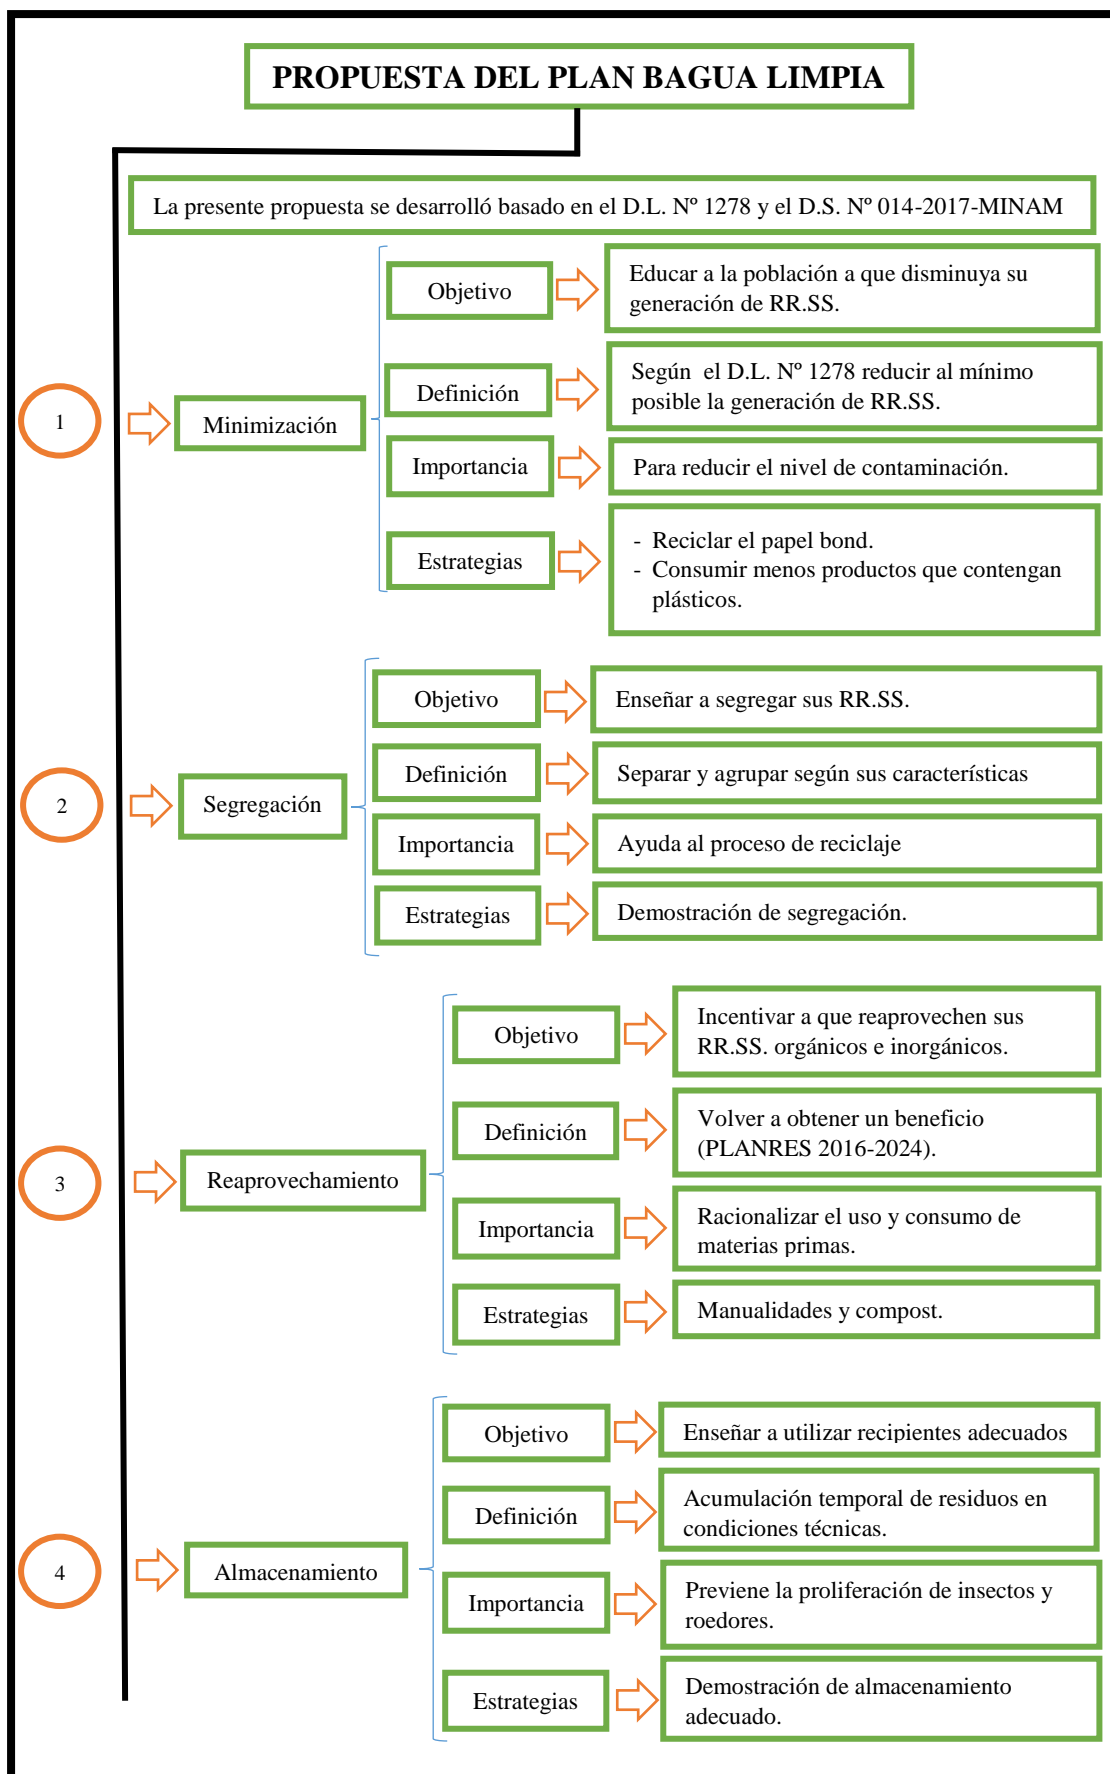 PROPUESTA DEL PLAN BAGUA LIMPIA
La presente propuesta se desarrolló basado en el D.L. Nº 1278 y el D.S. Nº 014-2017-MINAM
1
Minimización
Objetivo
Educar a la población a que disminuya su
generación de RR.SS.
Definición
Según el D.L. Nº 1278 reducir al mínimo
posible la generación de RR.SS.
Importancia
Para reducir el nivel de contaminación.
Estrategias
- Reciclar el papel bond.
- Consumir menos productos que contengan
plásticos.
2
Segregación
Objetivo
Enseñar a segregar sus RR.SS.
Definición
Separar y agrupar según sus características
Importancia
Ayuda al proceso de reciclaje
Estrategias
Demostración de segregación.
3
Reaprovechamiento
Objetivo
Incentivar a que reaprovechen sus
RR.SS. orgánicos e inorgánicos.
Definición
Volver a obtener un beneficio
(PLANRES 2016-2024).
Importancia
Racionalizar el uso y consumo de
materias primas.
Estrategias
Manualidades y compost.
4
Almacenamiento
Objetivo
Enseñar a utilizar recipientes adecuados
Definición
Acumulación temporal de residuos en
condiciones técnicas.
Importancia
Previene la proliferación de insectos y
roedores.
Estrategias
Demostración de almacenamiento
adecuado.